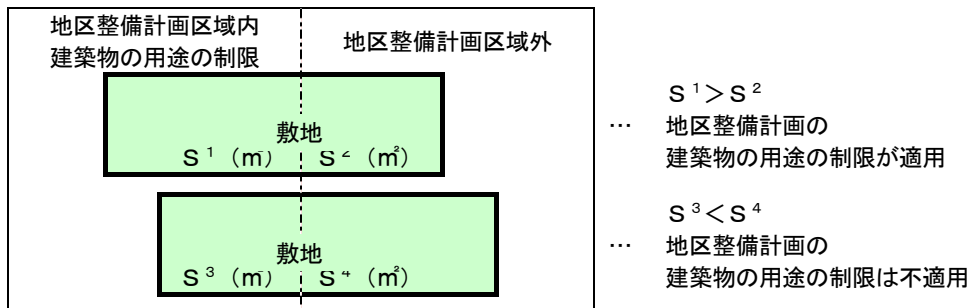 地区整備計画区域内
建築物の用途の制限
地区整備計画区域外
敷地
S¹(㎡) S²(㎡)
敷地
S³(㎡) S⁴(㎡)
S¹>S²
… 地区整備計画の
建築物の用途の制限が適用
S³<S⁴
… 地区整備計画の
建築物の用途の制限は不適用